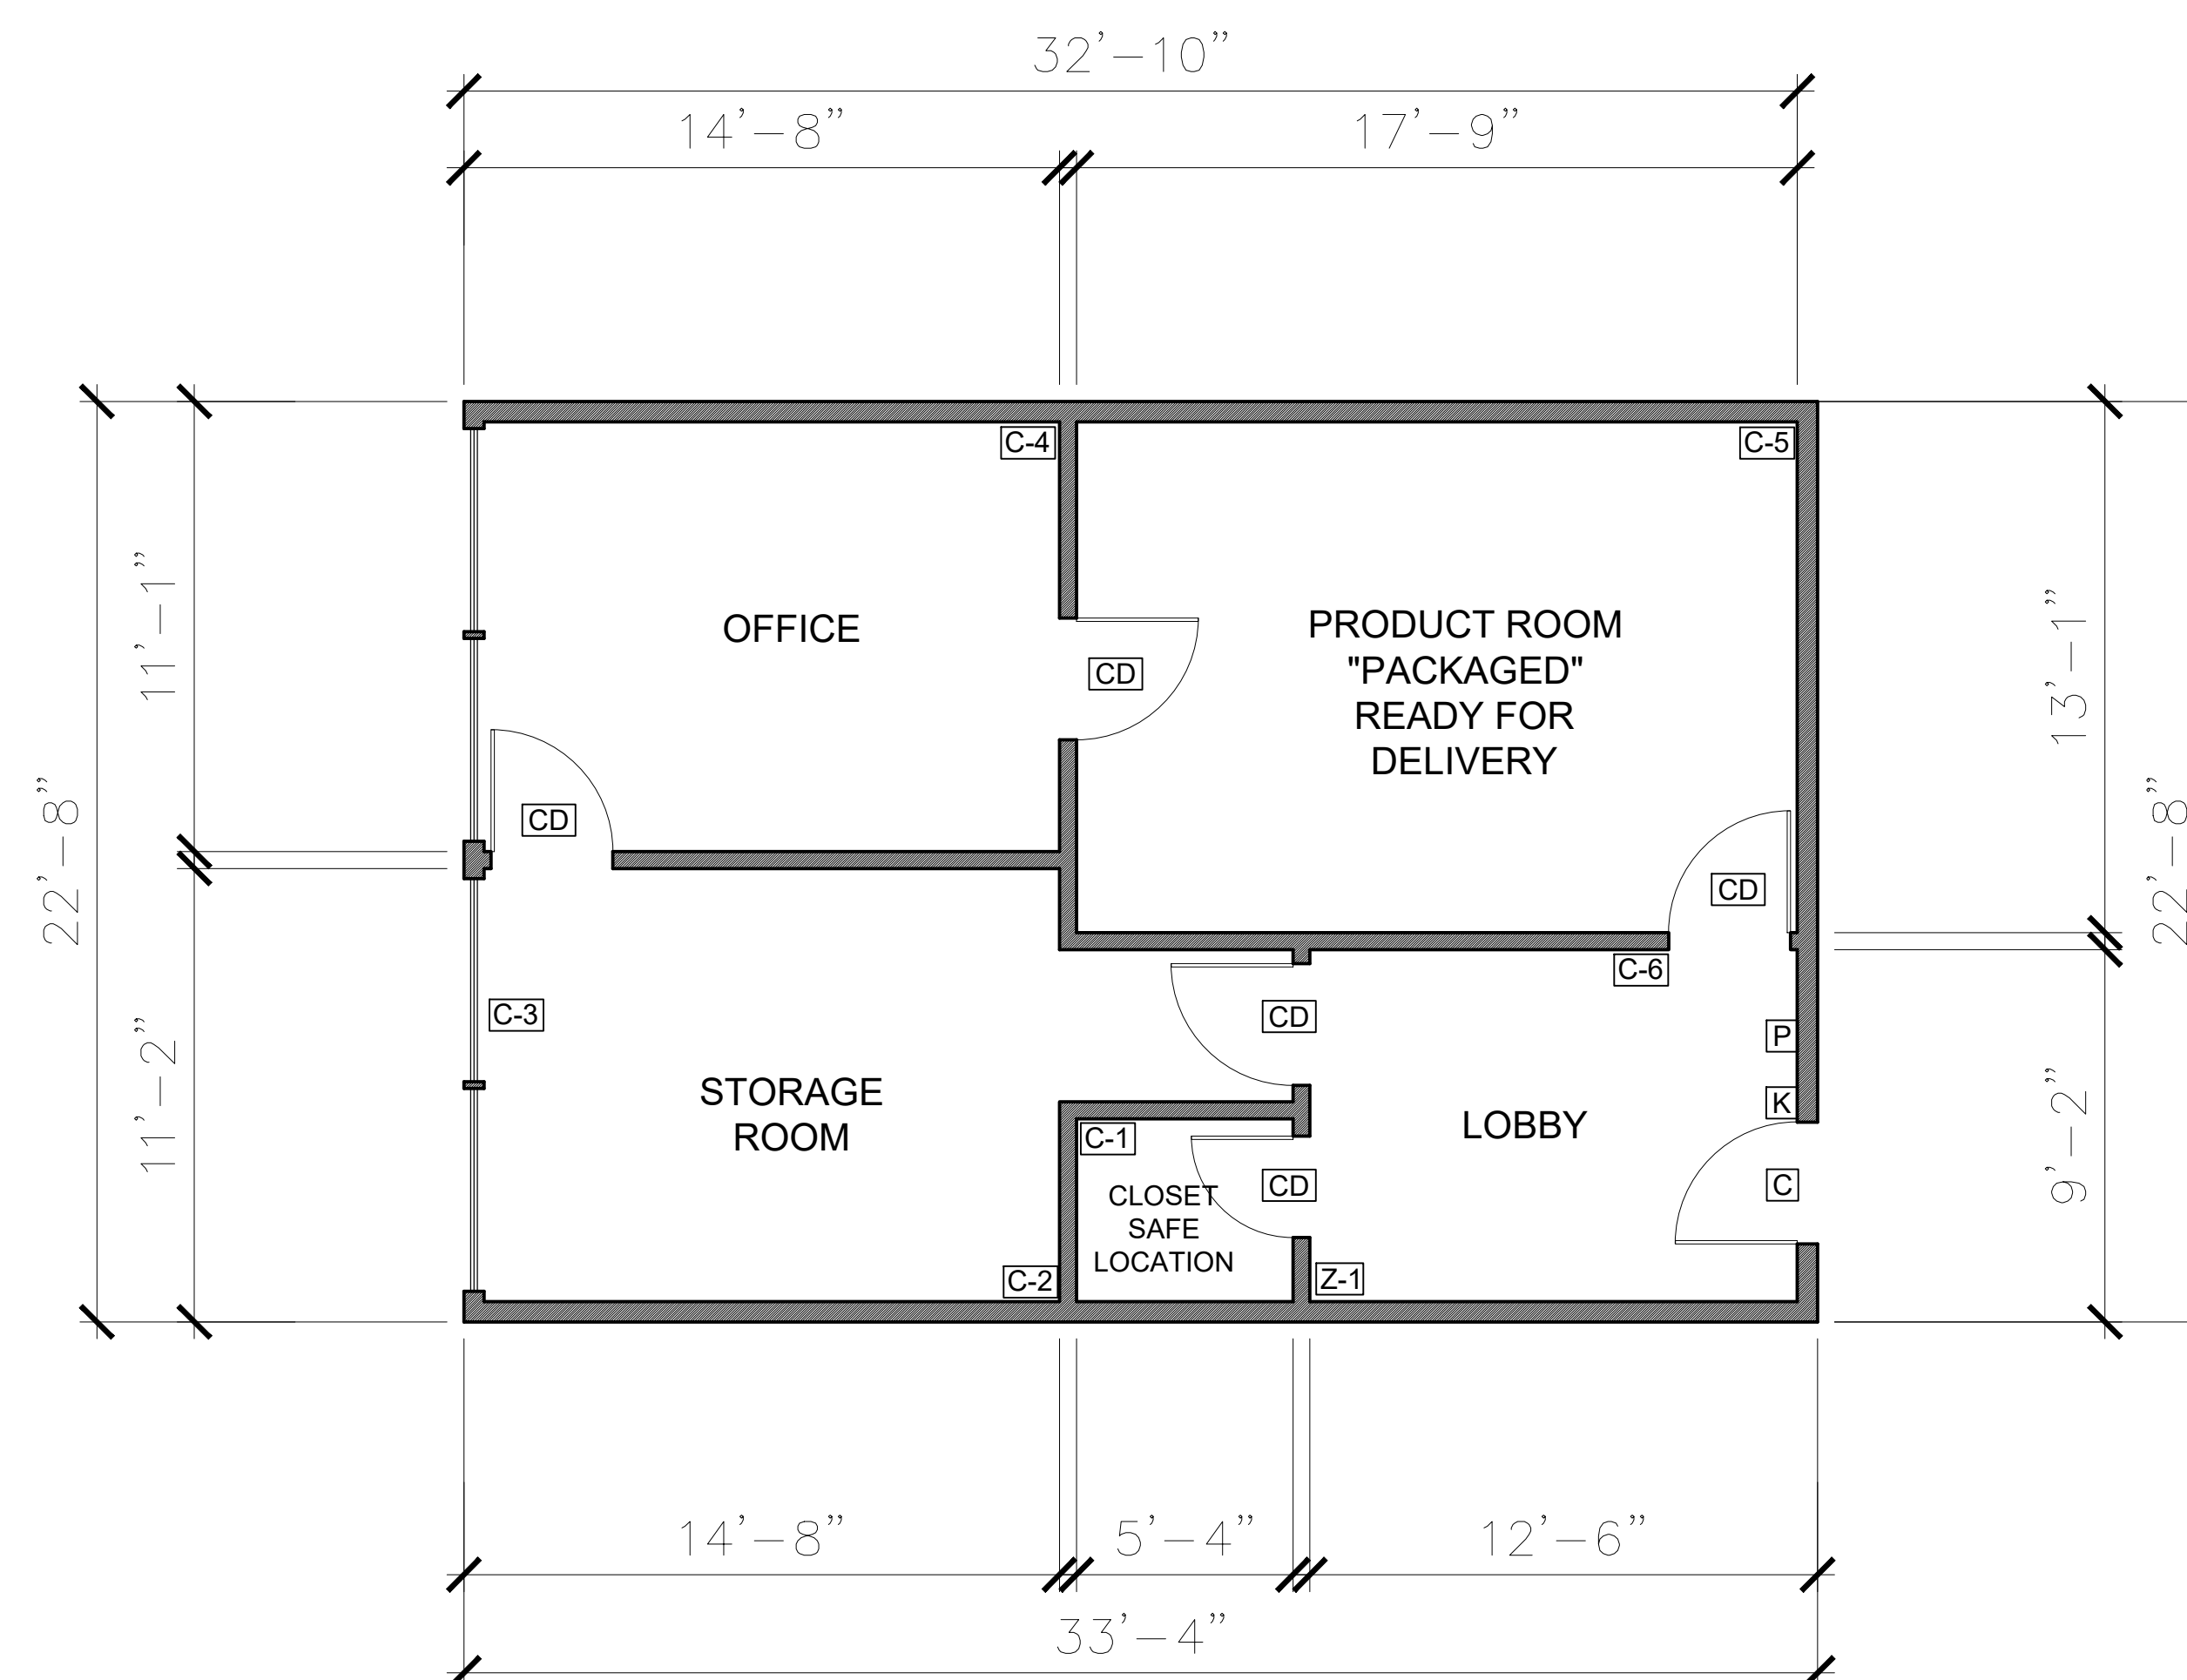 32'-10"
14'-8"
17'-9"
C-4
C-5
11'-1"
OFFICE
PRODUCT ROOM
"PACKAGED"
READY FOR
DELIVERY
13'-1"
CD
CD
22'-8"
22'-8"
CD
C-6
C-3
CD
P
11'-2"
STORAGE
ROOM
K
LOBBY
9'-2"
C-1
CD
C
CLOSET
SAFE
LOCATION
C-2
Z-1
14'-8"
5'-4"
12'-6"
33'-4"